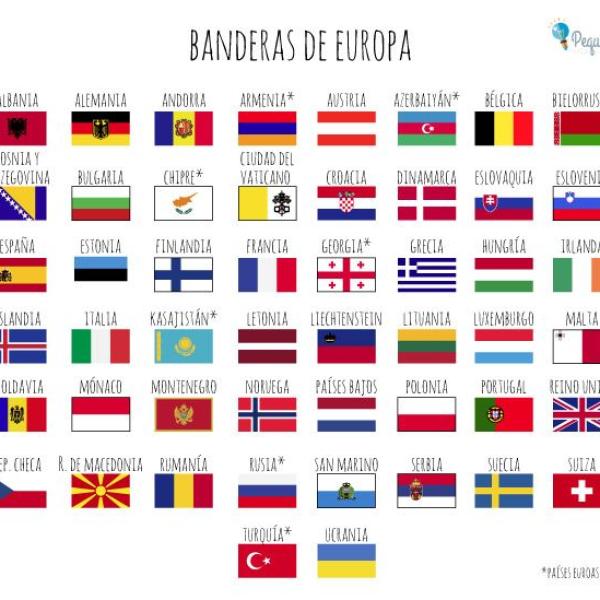 BANDERAS DE EUROPA
Pequ
ALBANIA ALEMANIA ANDORRA ARMENIA* AUSTRIA AZERBAIYÁN* BÉLGICA BIELORRUS
OSNIA Y
RZEGOVINA BULGARIA CHIPRE* CIUDAD DEL VATICANO CROACIA DINAMARCA ESLOVAQUIA ESLOVENI
ESPAÑA ESTONIA FINLANDIA FRANCIA GEORGIA* GRECIA HUNGRÍA IRLANDA
SLANDIA ITALIA KASAJISTÁN* LETONIA LIECHTENSTEIN LITUANIA LUXEMBURGO MALTA
OLDAVIA MÓNACO MONTENEGRO NORUEGA PAÍSES BAJOS POLONIA PORTUGAL REINO UNI
EP. CHECA R. DE MACEDONIA RUMANÍA RUSIA* SAN MARINO SERBIA SUECIA SUIZA
TURQUÍA* UCRANIA
*PAÍSES EUROAS